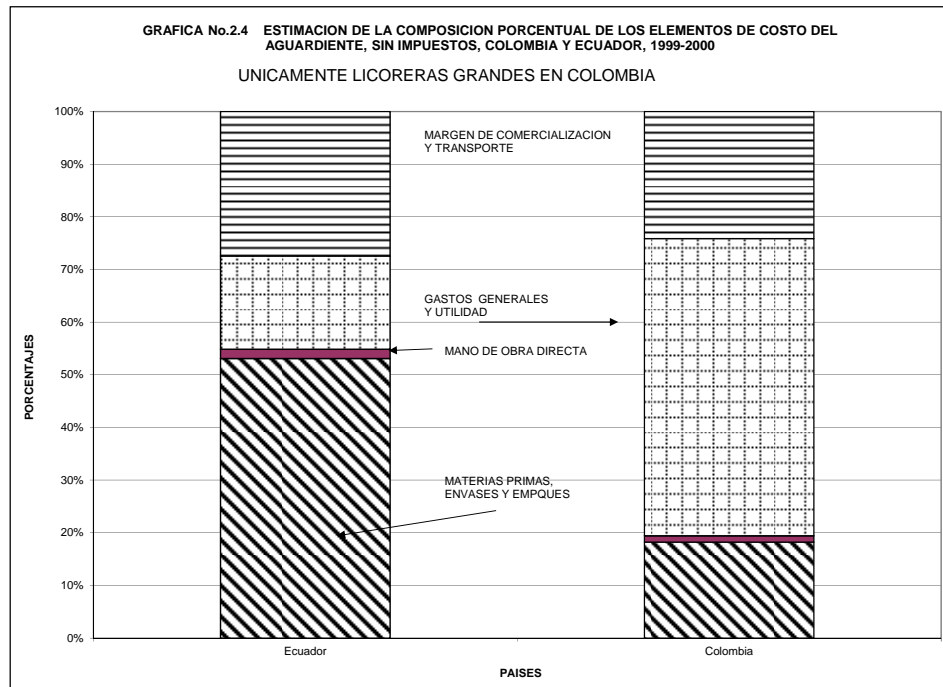 GRAFICA No.2.4 ESTIMACION DE LA COMPOSICION PORCENTUAL DE LOS ELEMENTOS DE COSTO DEL
AGUARDIENTE, SIN IMPUESTOS, COLOMBIA Y ECUADOR, 1999-2000
UNICAMENTE LICORERAS GRANDES EN COLOMBIA
100%
90%
80%
70%
60%
50%
40%
30%
20%
10%
0%
PORCENTAJES
MARGEN DE COMERCIALIZACION
Y TRANSPORTE
GASTOS GENERALES
Y UTILIDAD
MANO DE OBRA DIRECTA
MATERIAS PRIMAS,
ENVASES Y EMPQUES
Ecuador
Colombia
PAISES